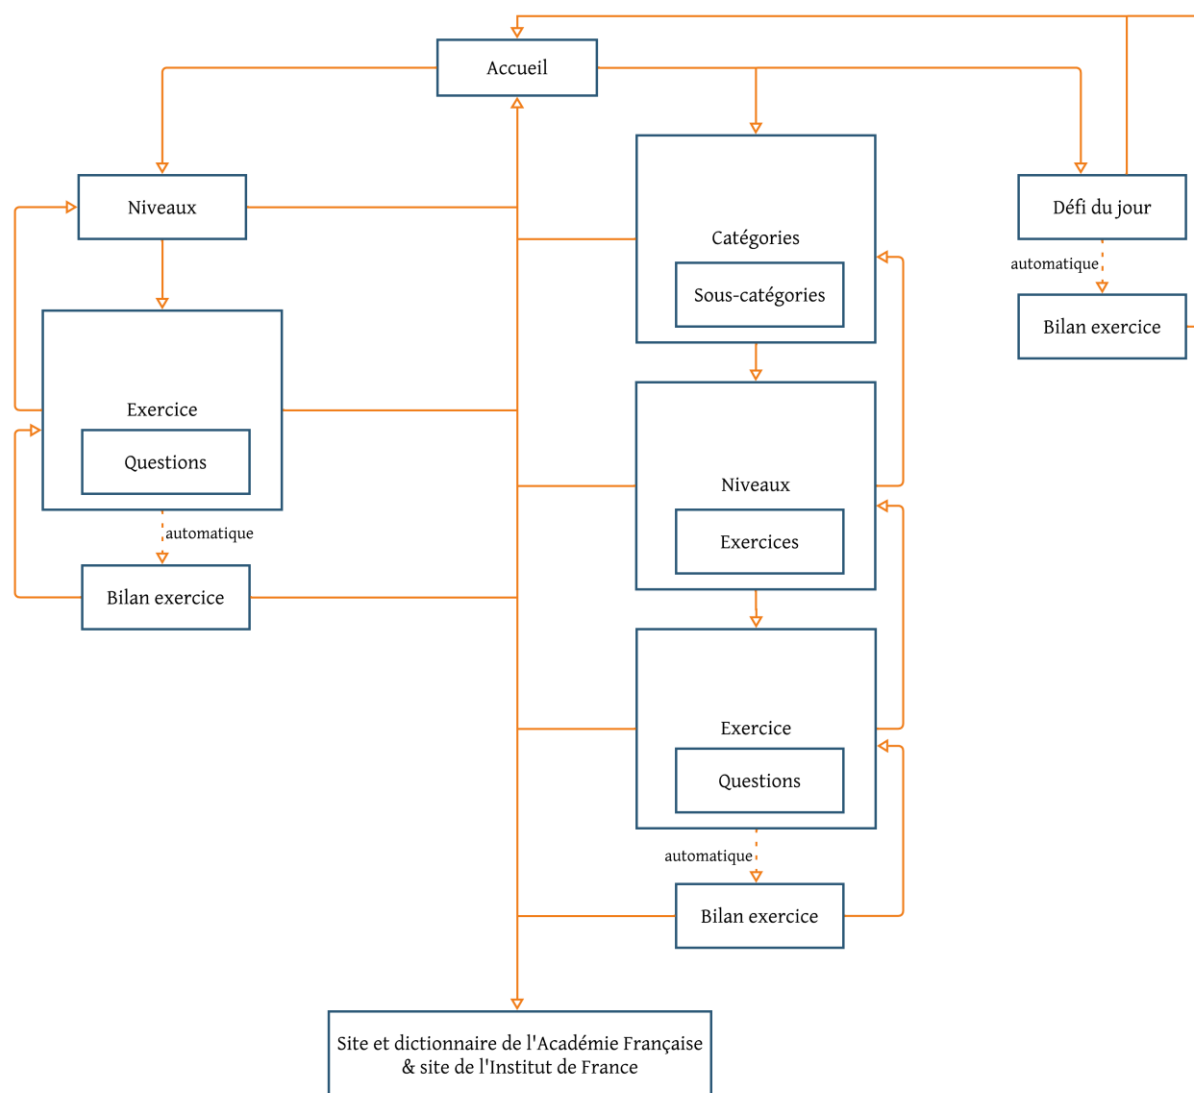 Accueil
Niveaux
Exercice
Questions
automatique
Bilan exercice
Catégories
Sous-catégories
Niveaux
Exercices
Exercice
Questions
automatique
Bilan exercice
Défi du jour
automatique
Bilan exercice
Site et dictionnaire de l'Académie Française
& site de l'Institut de France